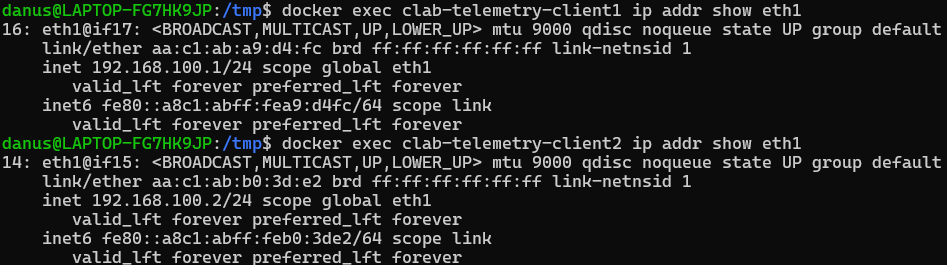 danus@LAPTOP-FG7HK9JP:/tmp$ docker exec clab-telemetry-client1 ip addr show eth1
16: eth1@if17: <BROADCAST,MULTICAST,UP,LOWER_UP> mtu 9000 qdisc noqueue state UP group default
    link/ether aa:c1:ab:a9:d4:fc brd ff:ff:ff:ff:ff:ff link-netnsid 1
    inet 192.168.100.1/24 scope global eth1
       valid_lft forever preferred_lft forever
    inet6 fe80::a8c1:abff:fea9:d4fc/64 scope link
       valid_lft forever preferred_lft forever
danus@LAPTOP-FG7HK9JP:/tmp$ docker exec clab-telemetry-client2 ip addr show eth1
14: eth1@if15: <BROADCAST,MULTICAST,UP,LOWER_UP> mtu 9000 qdisc noqueue state UP group default
    link/ether aa:c1:ab:b0:3d:e2 brd ff:ff:ff:ff:ff:ff link-netnsid 1
    inet 192.168.100.2/24 scope global eth1
       valid_lft forever preferred_lft forever
    inet6 fe80::a8c1:abff:feb0:3de2/64 scope link
       valid_lft forever preferred_lft forever